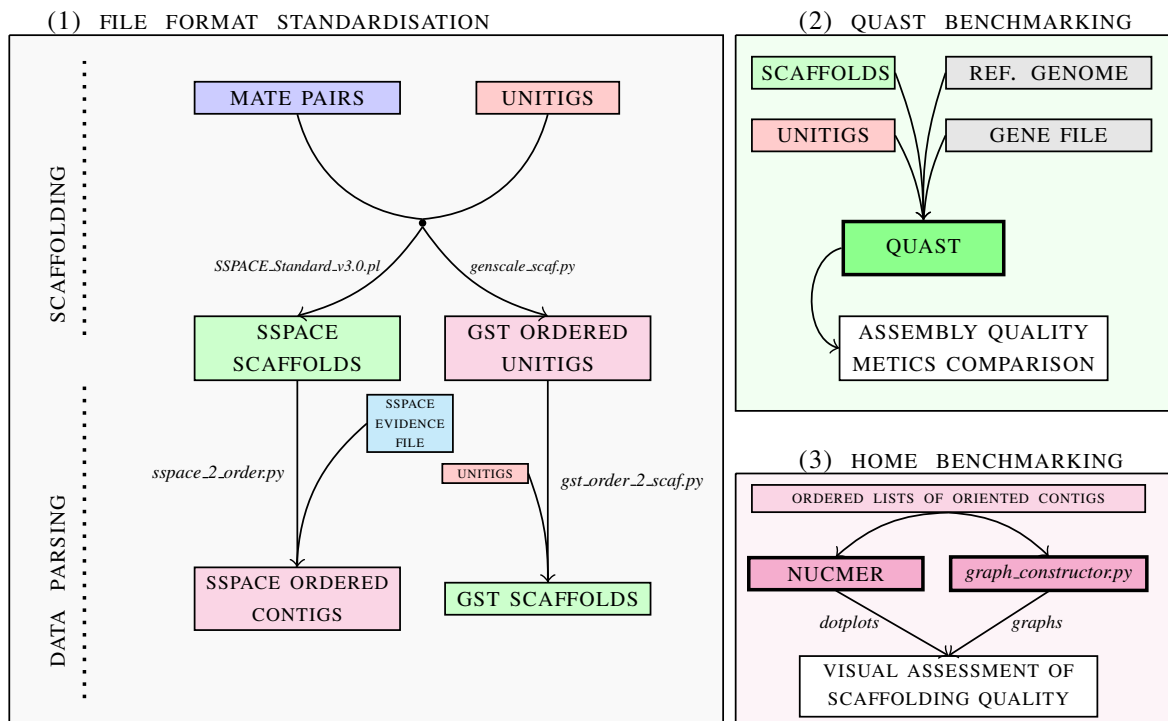 (1) FILE FORMAT STANDARDISATION
SCAFFOLDING
MATE PAIRS
UNITIGS
SSPACE_Standard_v3.0.pl
genscale_scaf.py
SSPACE
SCAFFOLDS
GST ORDERED
UNITIGS
DATA PARSING
SSPACE
EVIDENCE
FILE
sspace_2_order.py
UNITIGS
gst_order_2_scaf.py
SSPACE ORDERED
CONTIGS
GST SCAFFOLDS
(2) QUAST BENCHMARKING
SCAFFOLDS
REF. GENOME
UNITIGS
GENE FILE
QUAST
ASSEMBLY QUALITY
METICS COMPARISON
(3) HOME BENCHMARKING
ORDERED LISTS OF ORIENTED CONTIGS
NUCMER
graph_constructor.py
dotplots
graphs
VISUAL ASSESSMENT OF
SCAFFOLDING QUALITY